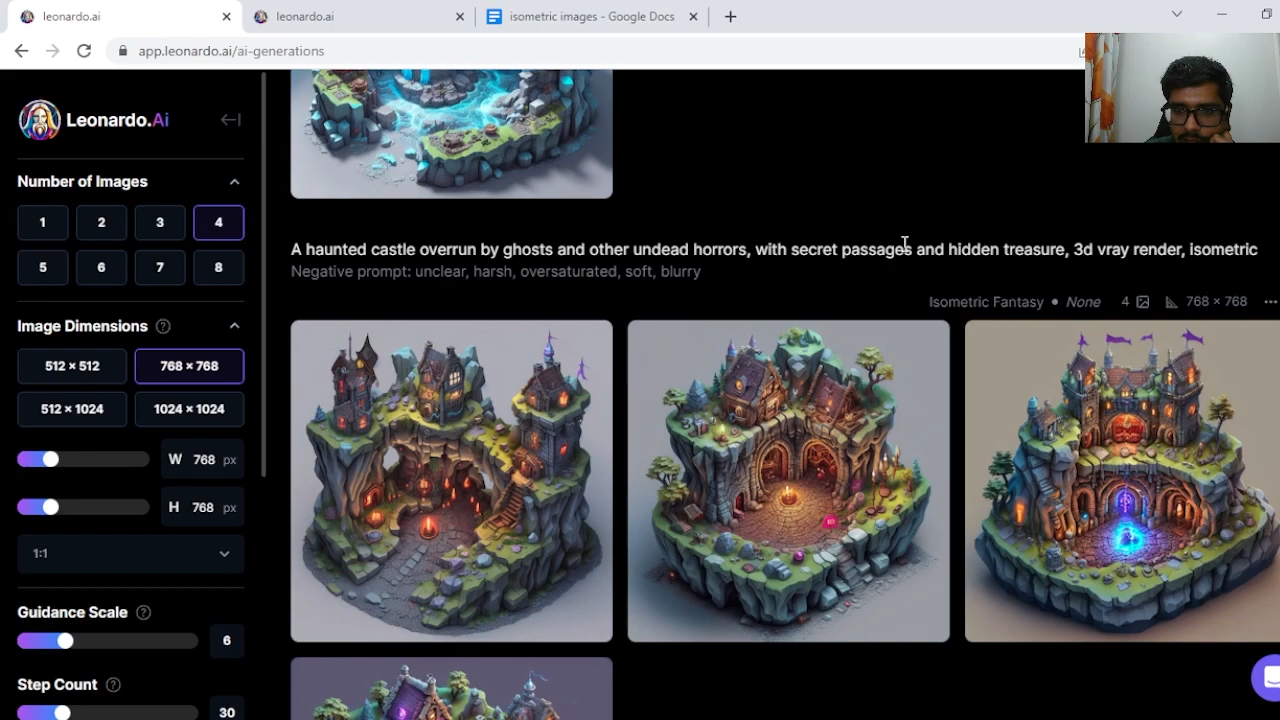 leonardo.ai
leonardo.ai
isometric images - Google Docs
app.leonardo.ai/ai-generations
Leonardo.Ai
Number of Images
1 2 3 4
5 6 7 8
Image Dimensions
512 × 512 768 × 768
512 × 1024 1024 × 1024
W 768 px
H 768 px
1:1
Guidance Scale
6
Step Count
30
A haunted castle overrun by ghosts and other undead horrors, with secret passages and hidden treasure, 3d vray render, isometric
Negative prompt: unclear, harsh, oversaturated, soft, blurry
Isometric Fantasy • None 4 768 × 768